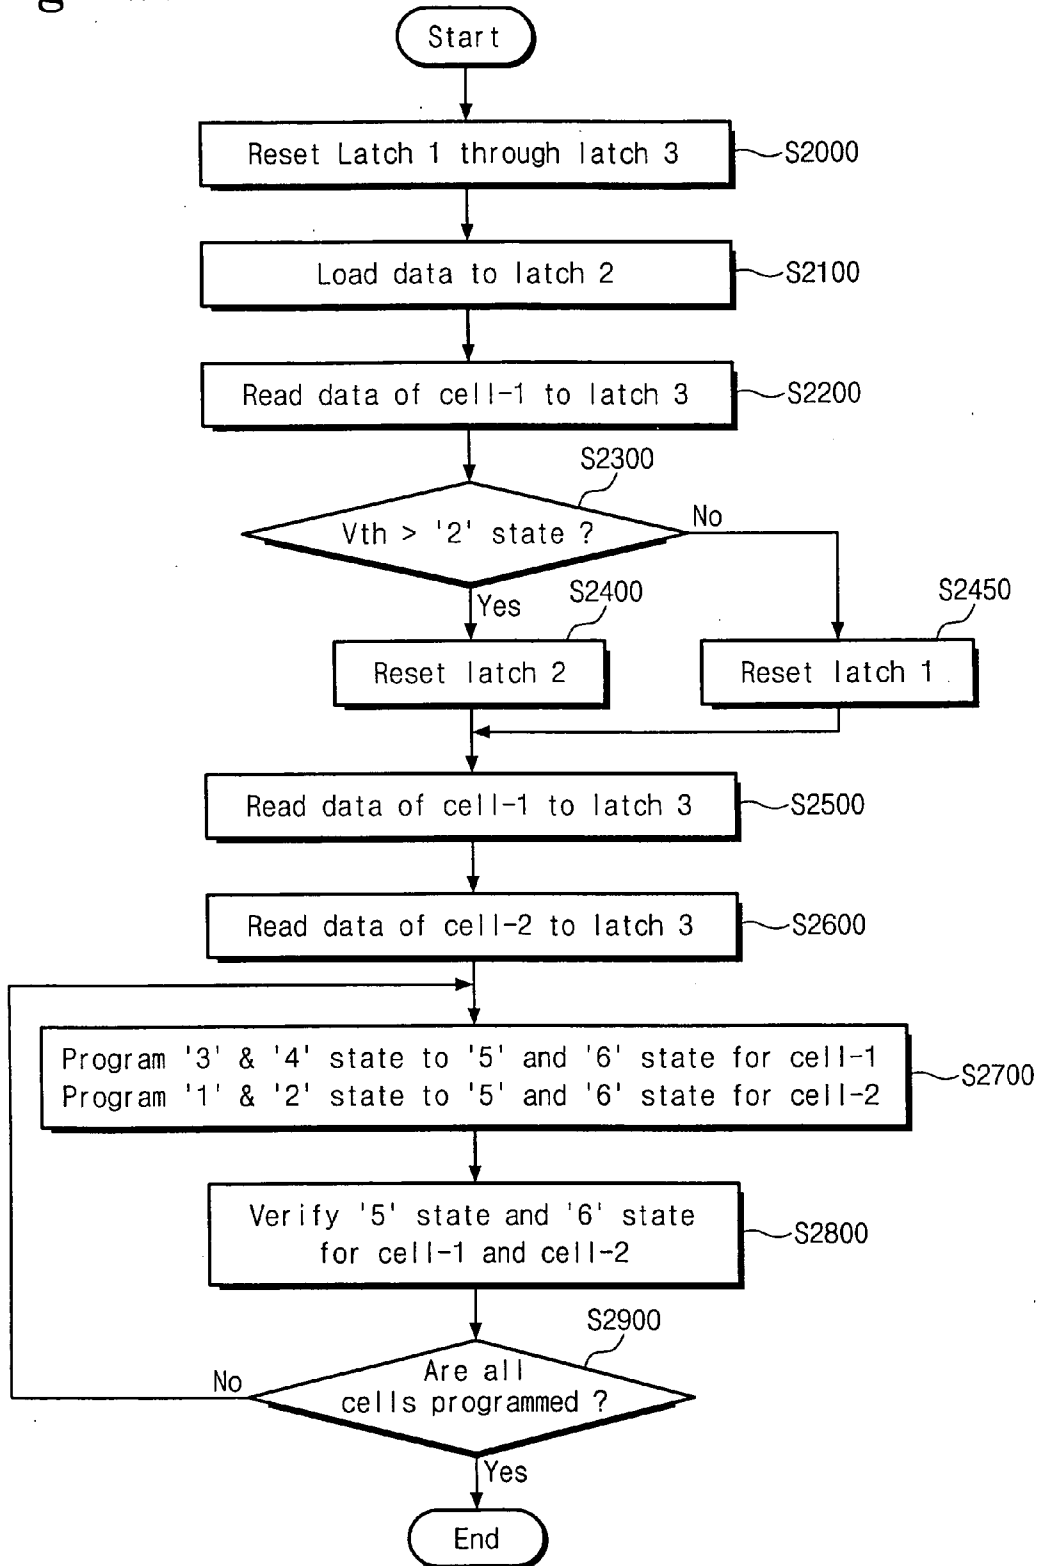 Start
Reset Latch 1 through latch 3
S2000
Load data to latch 2
S2100
Read data of cell-1 to latch 3
S2200
S2300
Vth > '2' state ?
No
Yes
S2400
S2450
Reset latch 2
Reset latch 1
Read data of cell-1 to latch 3
S2500
Read data of cell-2 to latch 3
S2600
Program '3' & '4' state to '5' and '6' state for cell-1
Program '1' & '2' state to '5' and '6' state for cell-2
S2700
Verify '5' state and '6' state
for cell-1 and cell-2
S2800
S2900
Are all
cells programmed ?
No
Yes
End